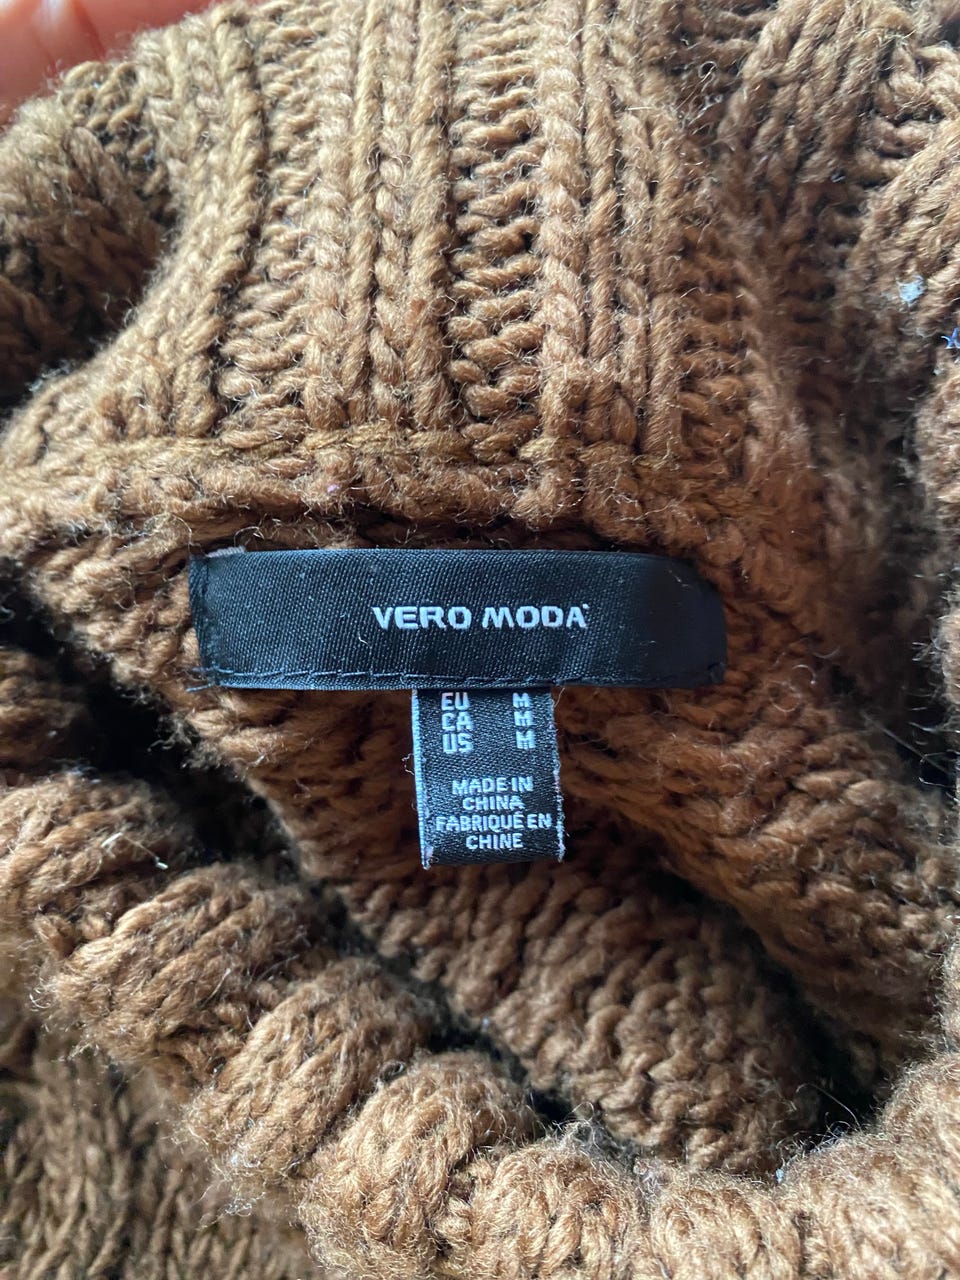 VERO MODA
EU M
CA M
US M
MADE IN
CHINA
FABRIQUÉ EN
CHINE